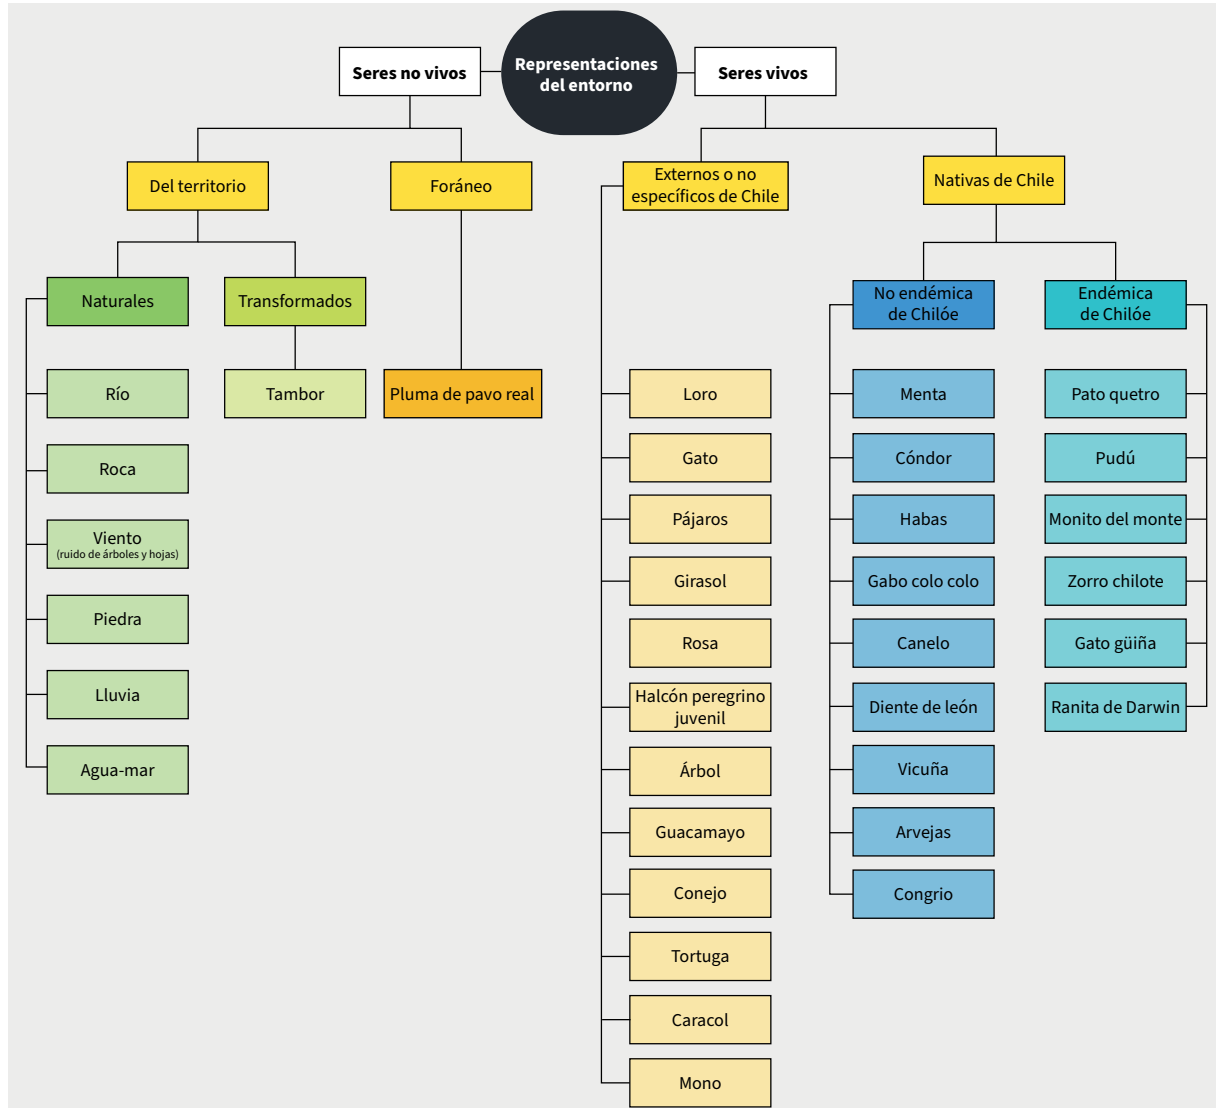 Representaciones
del entorno
Seres no vivos
Seres vivos
Del territorio
Foráneo
Externos o no
específicos de Chile
Nativas de Chile
Naturales
Transformados
No endémica
de Chilóe
Endémica
de Chilóe
Río
Roca
Viento
(ruido de árboles y hojas)
Piedra
Lluvia
Agua-mar
Tambor
Pluma de pavo real
Loro
Gato
Pájaros
Girasol
Rosa
Halcón peregrino
juvenil
Árbol
Guacamayo
Conejo
Tortuga
Caracol
Mono
Menta
Cóndor
Habas
Gabo colo colo
Canelo
Diente de león
Vicuña
Arvejas
Congrio
Pato quetro
Pudú
Monito del monte
Zorro chilote
Gato güiña
Ranita de Darwin